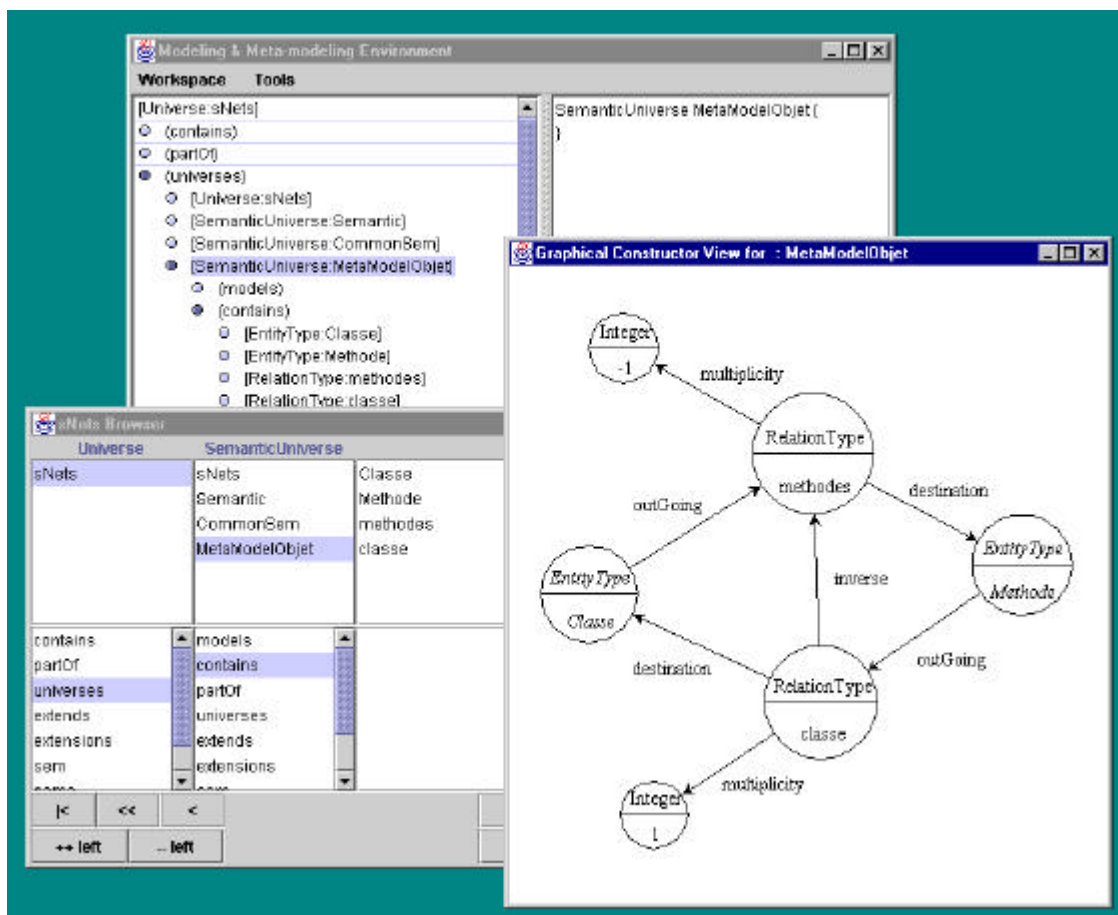 Modeling & Meta-modeling Environment
Workspace Tools
[Universe:sNets]
(contains)
(partOf)
(universes)
[Universe:sNets]
[SemanticUniverse:Semantic]
[SemanticUniverse:CommonSem]
[SemanticUniverse:MetaModelObjet]
(models)
(contains)
[EntityType:Classe]
[EntityType:Methode]
[RelationType:methodes]
[RelationType:classe]
SemanticUniverse MetaModelObjet {
}
sNets Browser
Universe SemanticUniverse
sNets
sNets
Semantic
CommonSem
MetaModelObjet
Classe
Methode
methodes
classe
contains
partOf
universes
extends
extensions
sem
models
contains
partOf
universes
extends
extensions
|< << <
++ left -- left
Graphical Constructor View for : MetaModelObjet
Integer
-1
multiplicity
RelationType
methodes
outGoing
destination
EntityType
Classe
inverse
EntityType
Methode
destination
outGoing
RelationType
classe
multiplicity
Integer
1